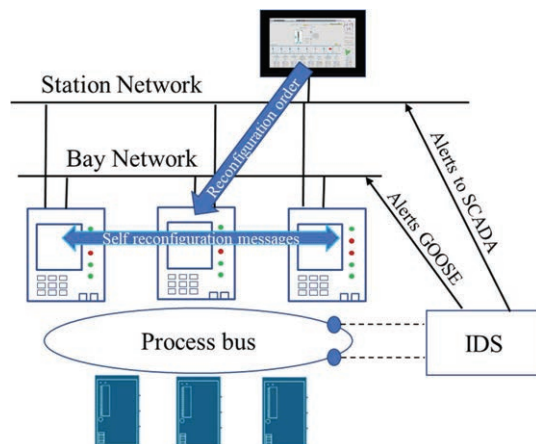 Station Network
Reconfiguration order
Bay Network
Alerts to SCADA
Alerts GOOSE
Self reconfiguration messages
Process bus
IDS